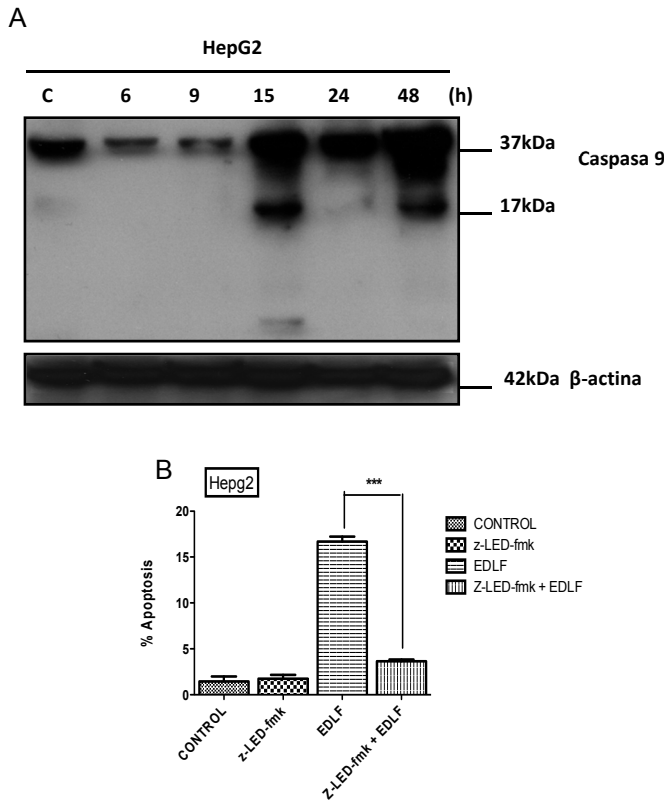 A
HepG2
C 6 9 15 24 48 (h)
37kDa Caspasa 9
17kDa
42kDa β-actina
B
Hepg2
***
% Apoptosis
20
15
10
5
0
CONTROL
z-LED-fmk
EDLF
Z-LED-fmk + EDLF
CONTROL
z-LED-fmk
EDLF
Z-LED-fmk + EDLF